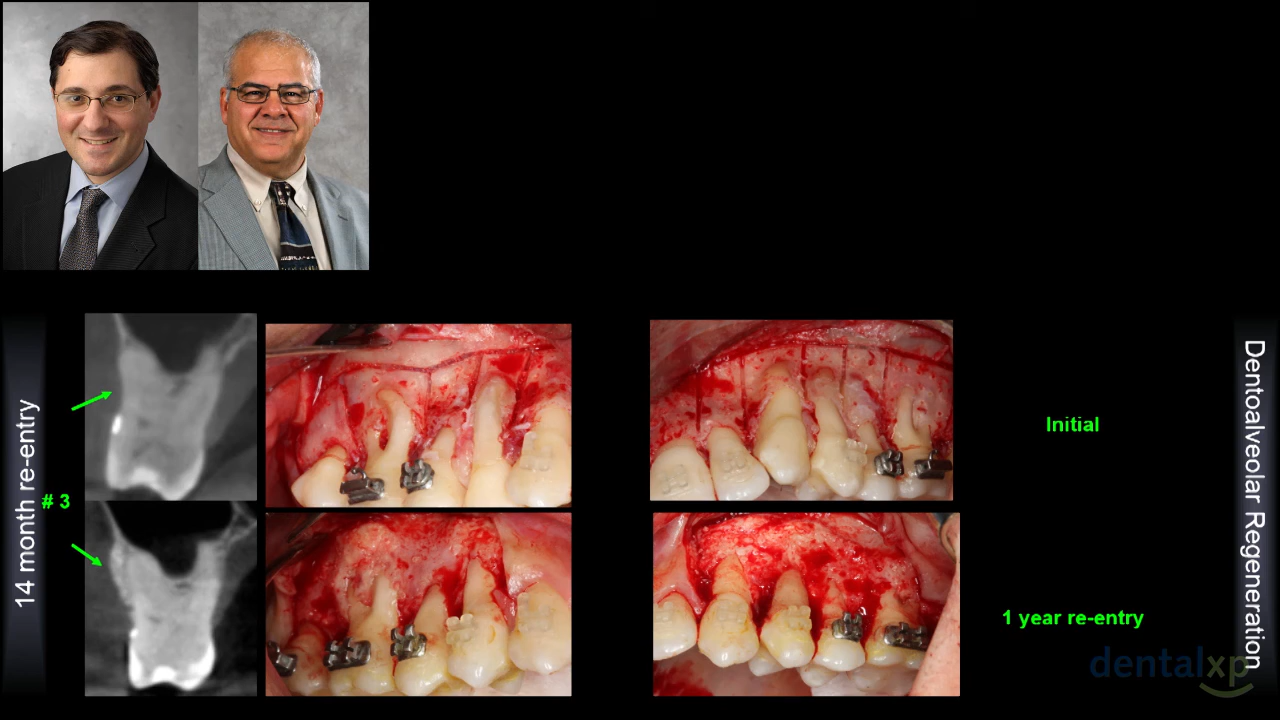 14 month re-entry
# 3
Initial
1 year re-entry
Dentoalveolar Regeneration
dentalxp